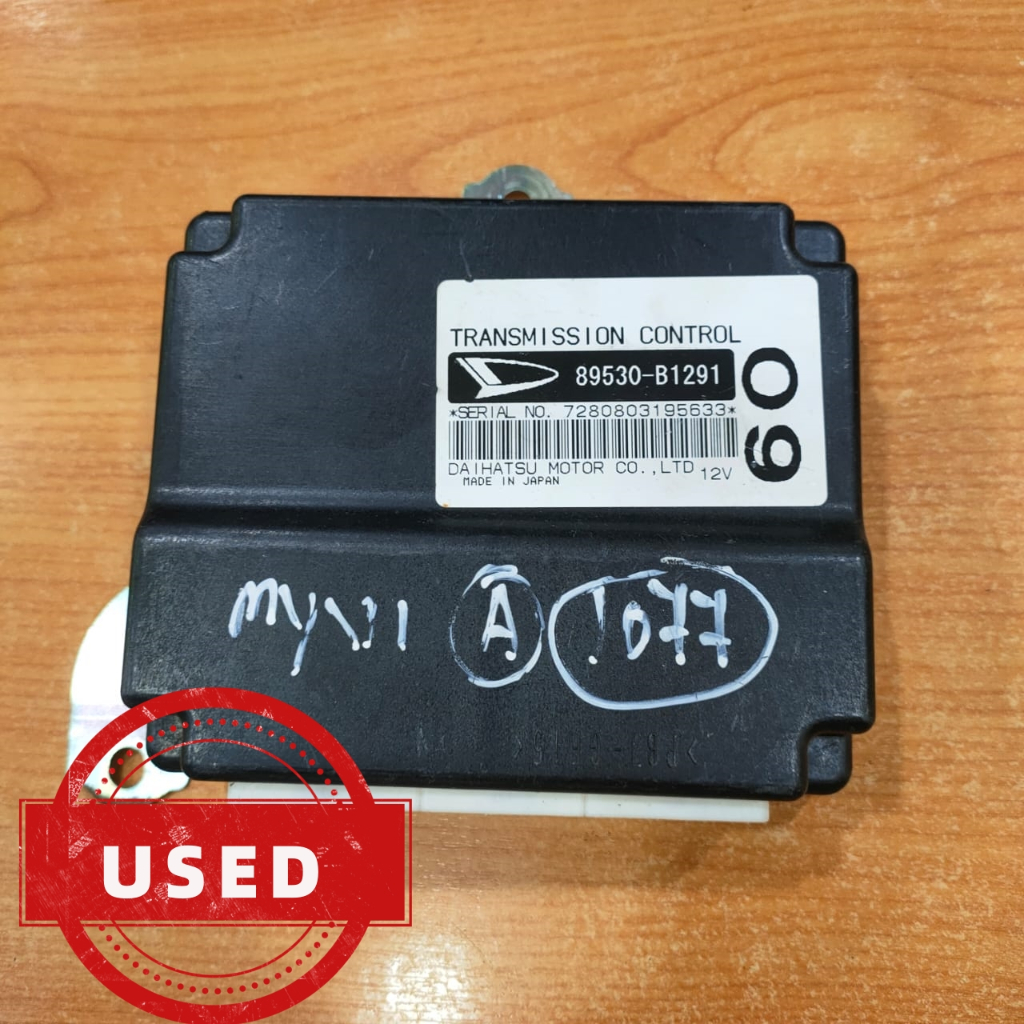 TRANSMISSION CONTROL
89530-B1291
*SERIAL NO. 7280803195633*
DAIHATSU MOTOR CO.,LTD 12V
MADE IN JAPAN
60
MYVI A 1077
USED